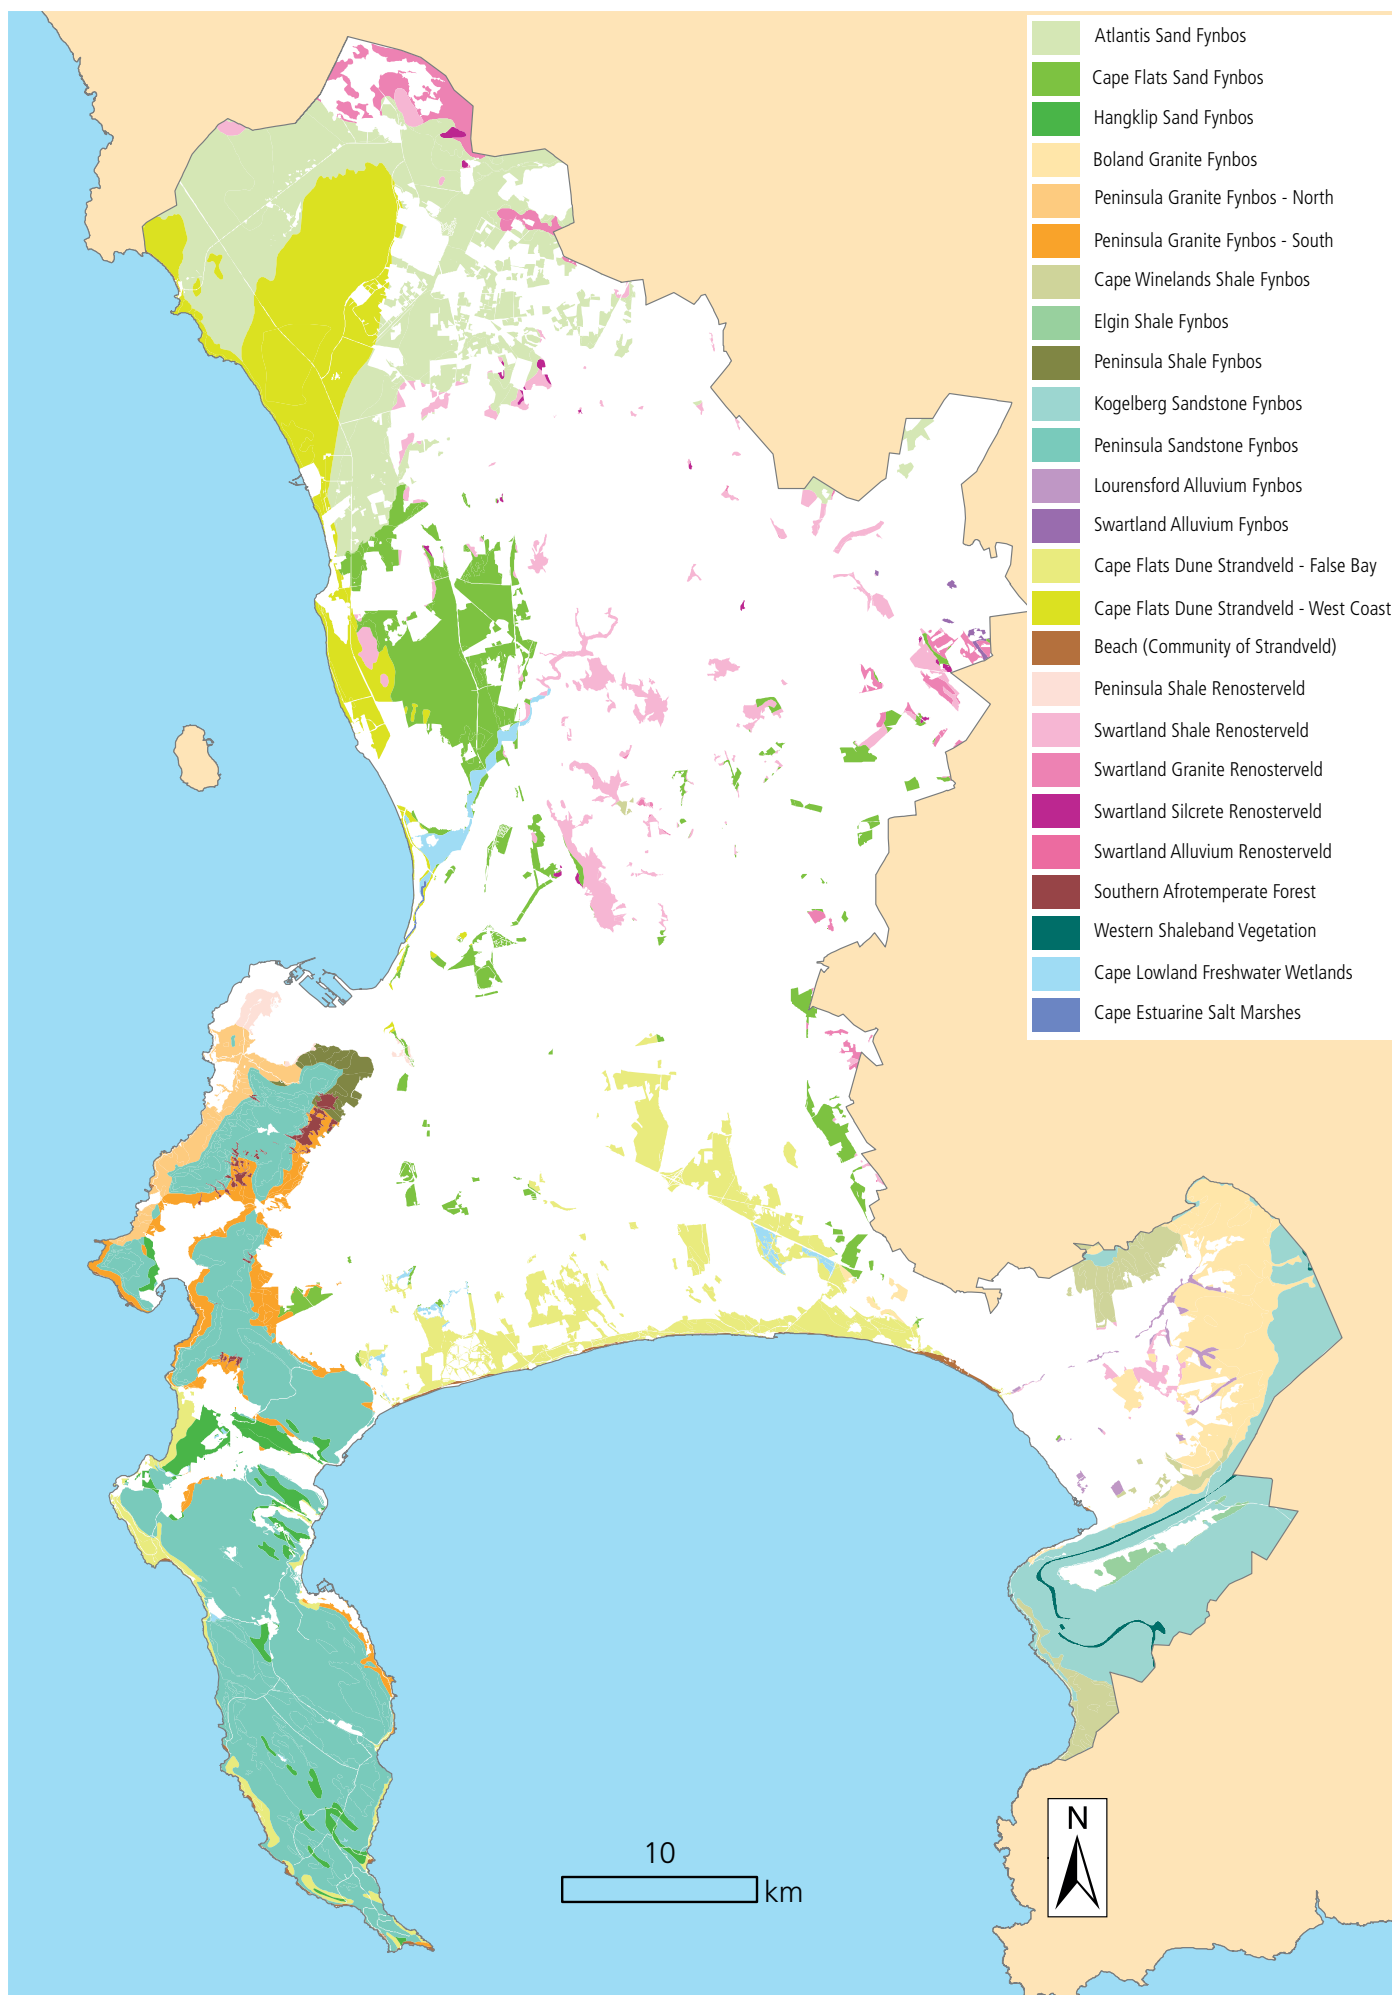 Atlantis Sand Fynbos
Cape Flats Sand Fynbos
Hangklip Sand Fynbos
Boland Granite Fynbos
Peninsula Granite Fynbos - North
Peninsula Granite Fynbos - South
Cape Winelands Shale Fynbos
Elgin Shale Fynbos
Peninsula Shale Fynbos
Kogelberg Sandstone Fynbos
Peninsula Sandstone Fynbos
Lourensford Alluvium Fynbos
Swartland Alluvium Fynbos
Cape Flats Dune Strandveld - False Bay
Cape Flats Dune Strandveld - West Coast
Beach (Community of Strandveld)
Peninsula Shale Renosterveld
Swartland Shale Renosterveld
Swartland Granite Renosterveld
Swartland Silcrete Renosterveld
Swartland Alluvium Renosterveld
Southern Afrotemperate Forest
Western Shaleband Vegetation
Cape Lowland Freshwater Wetlands
Cape Estuarine Salt Marshes
N
10
km